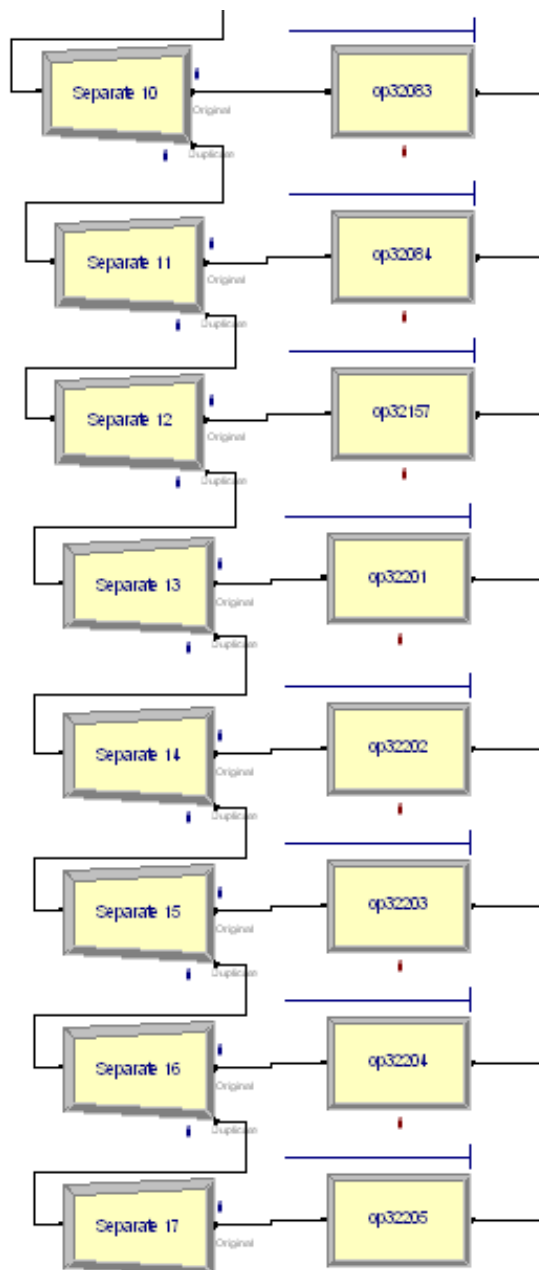 Separate 10
op32083
Original
Duplicate
Separate 11
op32084
Original
Duplicate
Separate 12
op32157
Original
Duplicate
Separate 13
op32201
Original
Duplicate
Separate 14
op32202
Original
Duplicate
Separate 15
op32203
Original
Duplicate
Separate 16
op32204
Original
Duplicate
Separate 17
op32205
Original